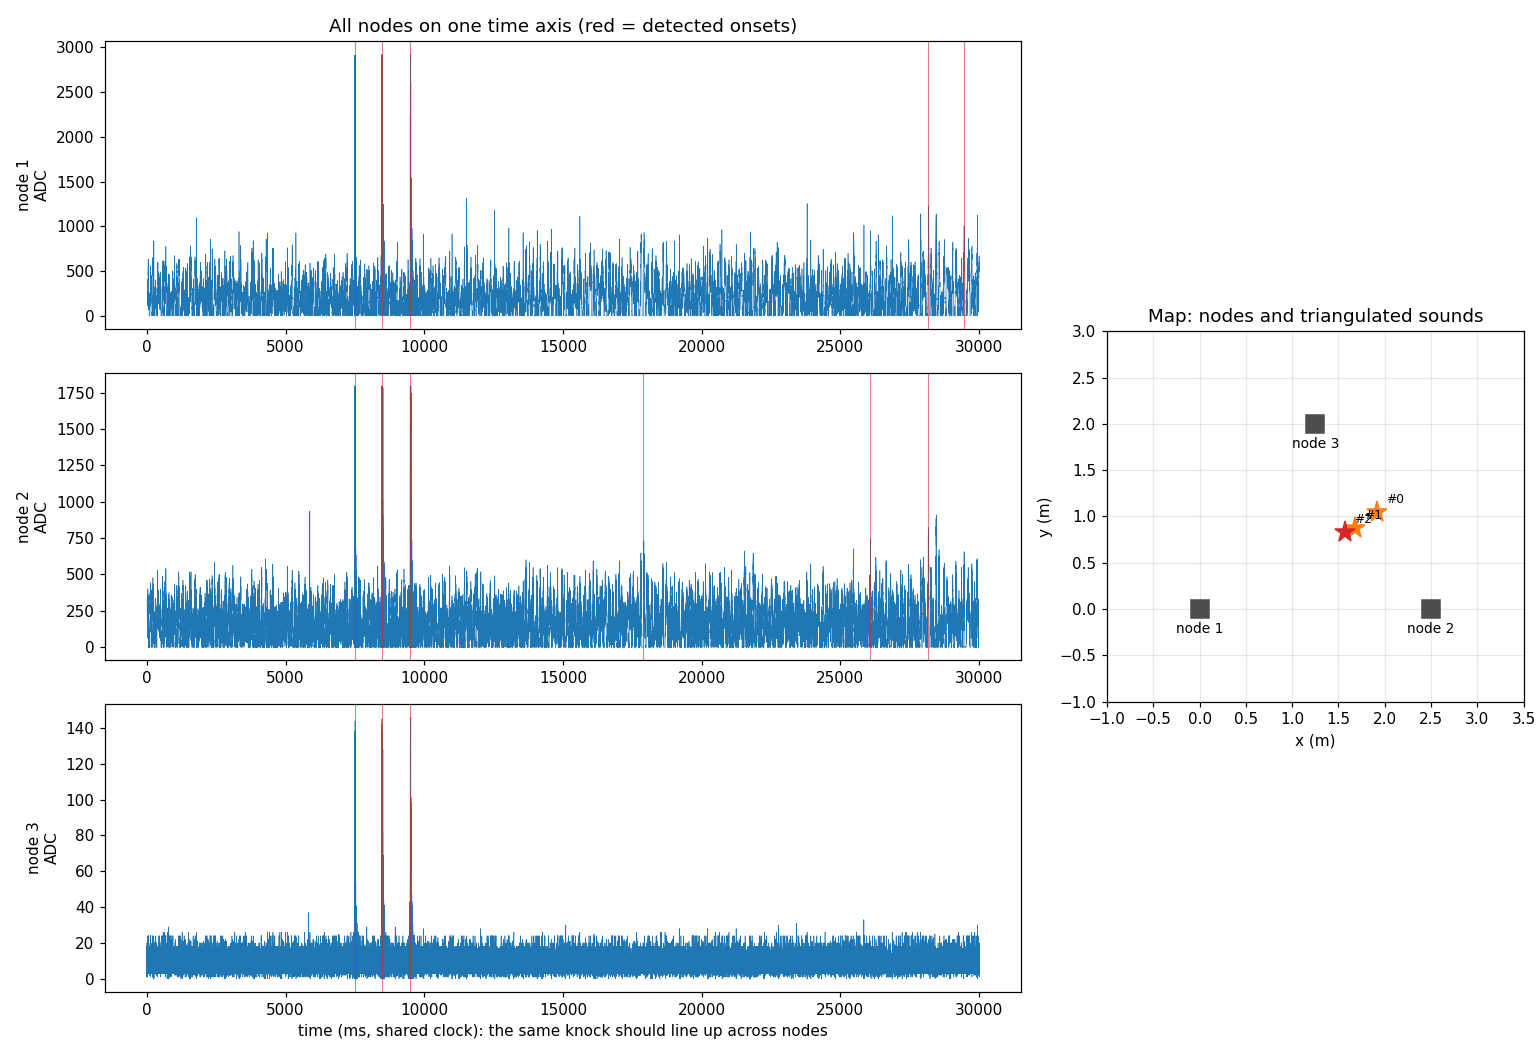 All nodes on one time axis (red = detected onsets)
3000
2500
2000
1500
1000
500
0
node 1
ADC
0 5000 10000 15000 20000 25000 30000
1750
1500
1250
1000
750
500
250
0
node 2
ADC
0 5000 10000 15000 20000 25000 30000
140
120
100
80
60
40
20
0
node 3
ADC
0 5000 10000 15000 20000 25000 30000
time (ms, shared clock): the same knock should line up across nodes
Map: nodes and triangulated sounds
3.0
2.5
2.0
1.5
1.0
0.5
0.0
−0.5
−1.0
y (m)
node 3
#0
#1
#2
node 1
node 2
−1.0 −0.5 0.0 0.5 1.0 1.5 2.0 2.5 3.0 3.5
x (m)